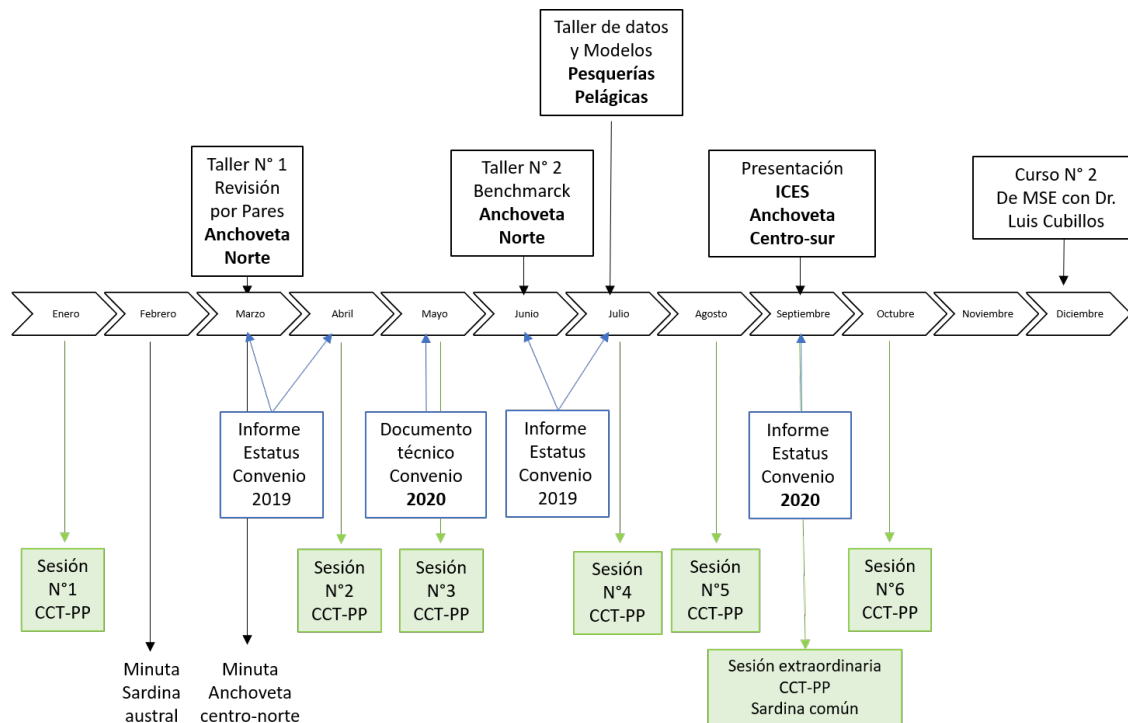 Taller de datos
y Modelos
Pesquerías
Pelágicas
Taller N° 1
Revisión
por Pares
Anchoveta
Norte
Taller N° 2
Benchmarck
Anchoveta
Norte
Presentación
ICES
Anchoveta
Centro-sur
Curso N° 2
De MSE con Dr.
Luis Cubillos
Enero
Febrero
Marzo
Abril
Mayo
Junio
Julio
Agosto
Septiembre
Octubre
Noviembre
Diciembre
Informe
Estatus
Convenio
2019
Documento
técnico
Convenio
2020
Informe
Estatus
Convenio
2019
Informe
Estatus
Convenio
2020
Sesión
N°1
CCT-PP
Sesión
N°2
CCT-PP
Sesión
N°3
CCT-PP
Sesión
N°4
CCT-PP
Sesión
N°5
CCT-PP
Sesión
N°6
CCT-PP
Minuta
Sardina
austral
Minuta
Anchoveta
centro-norte
Sesión extraordinaria
CCT-PP
Sardina común